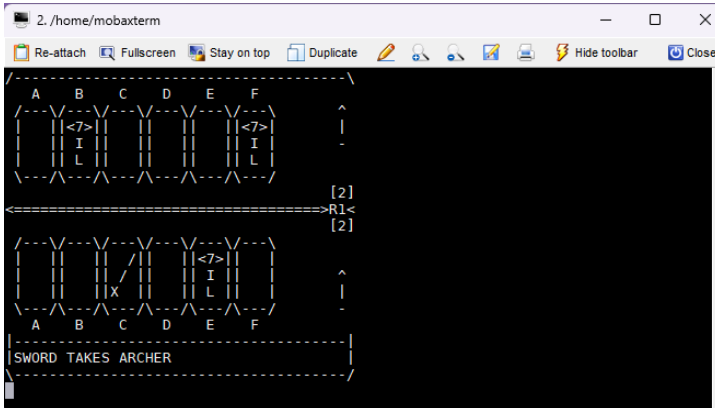 2. /home/mobaxterm
Re-attach Fullscreen Stay on top Duplicate Hide toolbar Close
/--------------------------------------\
A B C D E F
/---\/---\/---\/---\/---\/---\ ^
| ||<7>|| || || ||<7>| |
| || I || || || || I | -
| || L || || || || L |
\---/\---/\---/\---/\---/\---/
[2]
<===================================>R1<
[2]
/---\/---\/---\/---\/---\/---\
| || || /|| ||<7>|| |
| || || / || || I || | ^
| || ||X || || L || | |
\---/\---/\---/\---/\---/\---/ -
A B C D E F
|--------------------------------------|
|SWORD TAKES ARCHER |
\--------------------------------------/